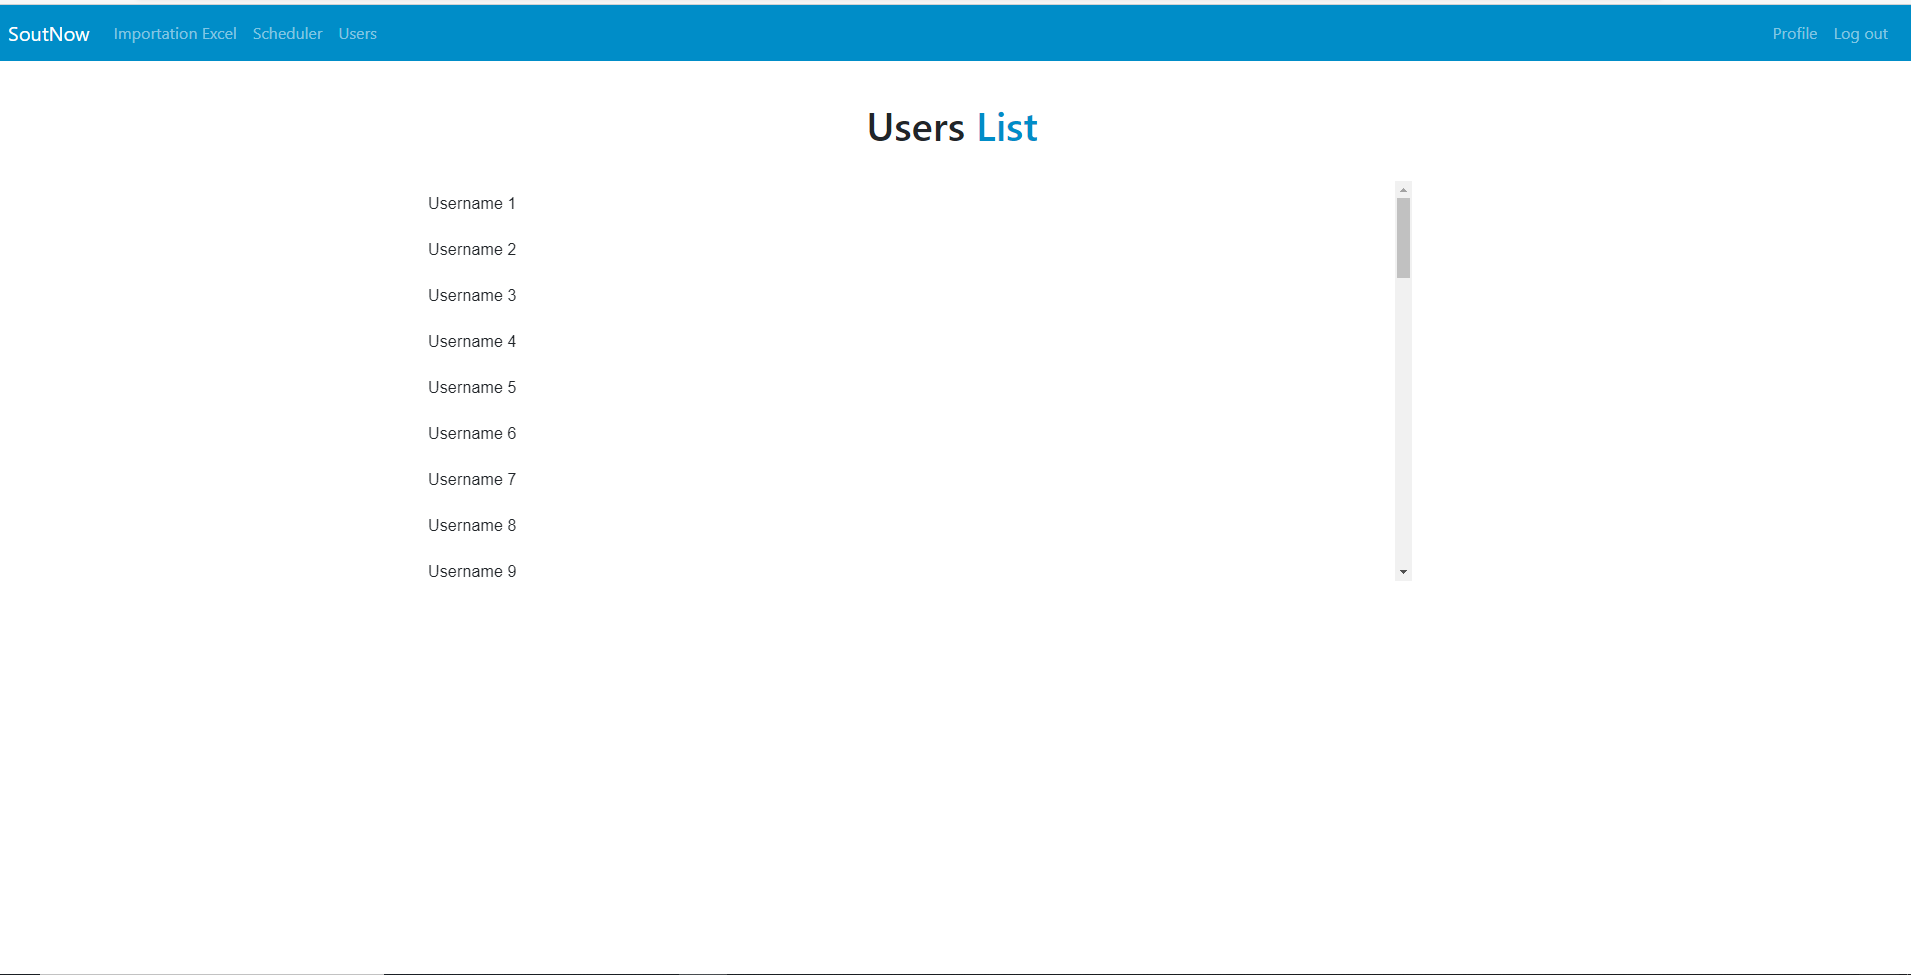 SoutNow Importation Excel Scheduler Users Profile Log out
Users List
Username 1
Username 2
Username 3
Username 4
Username 5
Username 6
Username 7
Username 8
Username 9